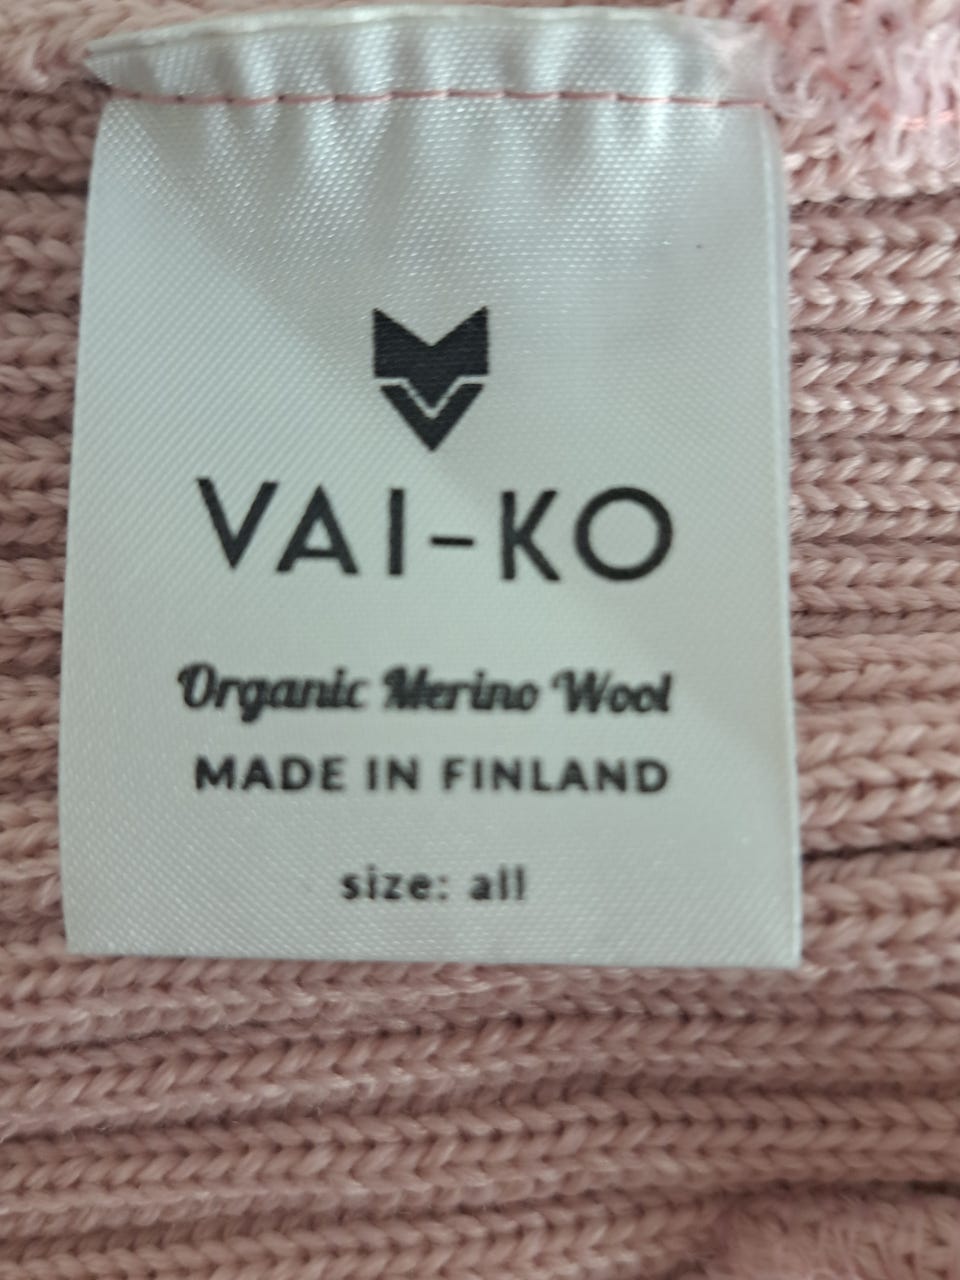 VAI-KO
Organic Merino Wool
MADE IN FINLAND
size: all